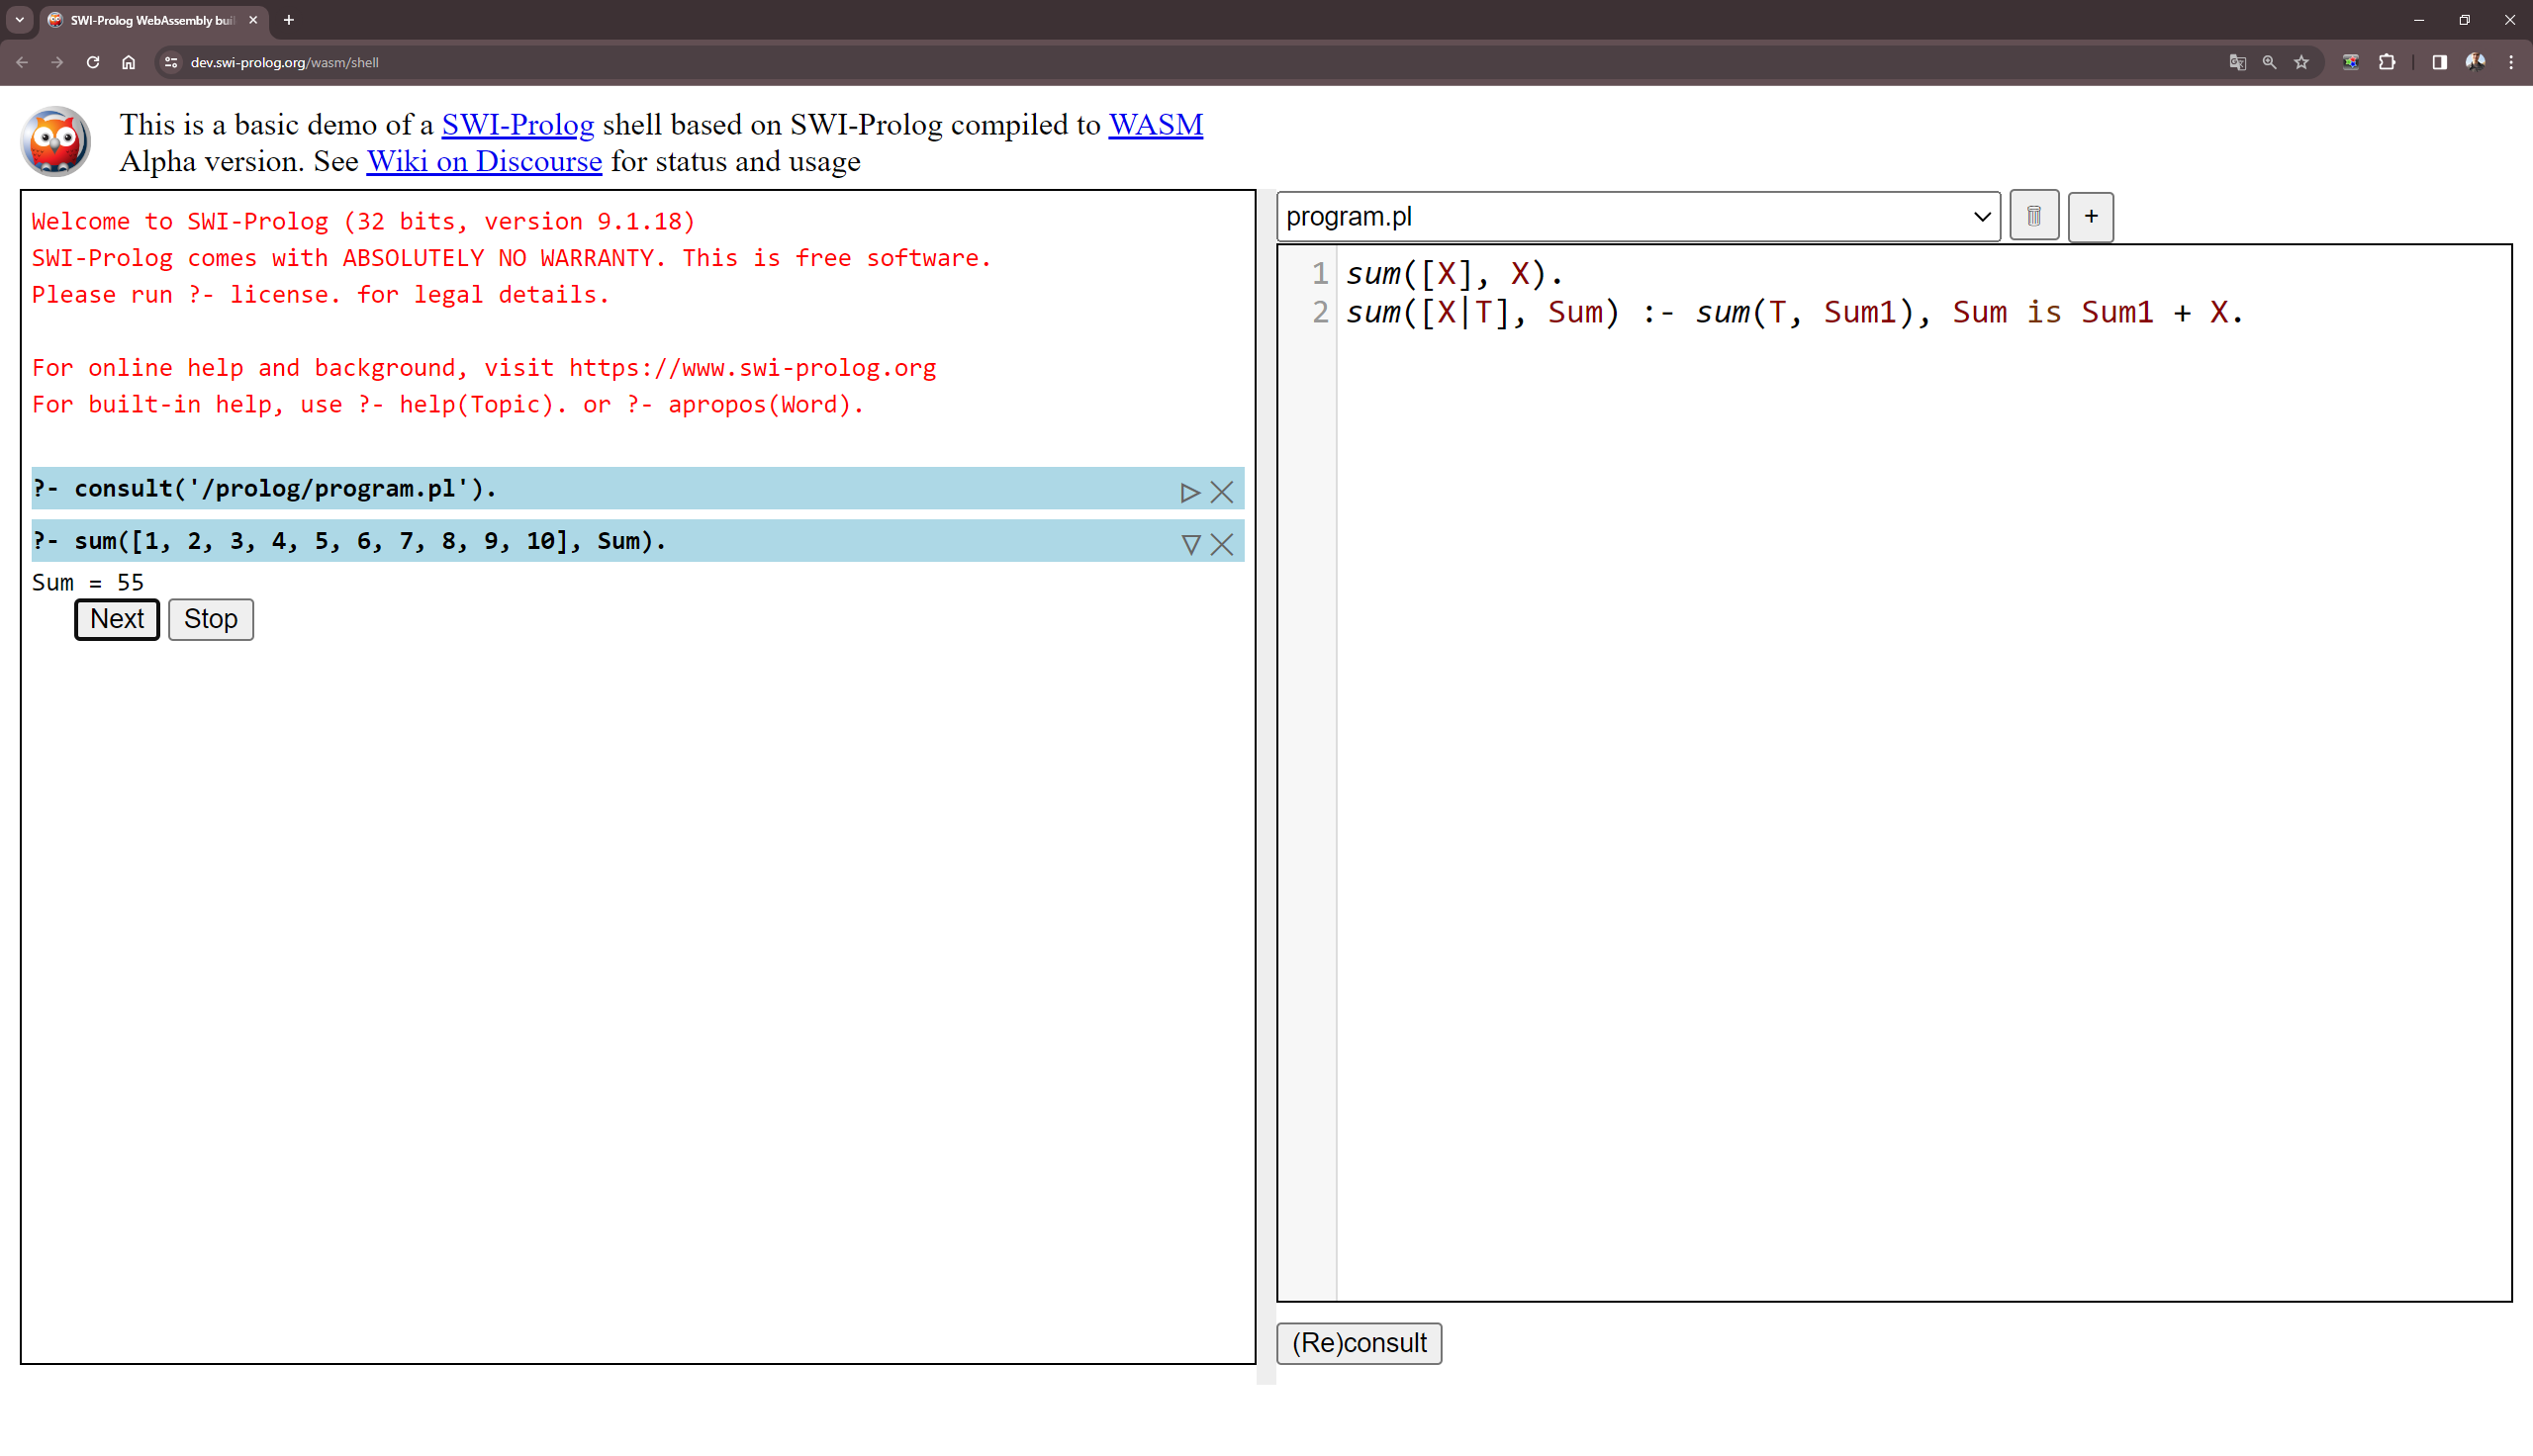 SWI-Prolog WebAssembly bui
dev.swi-prolog.org/wasm/shell
This is a basic demo of a SWI-Prolog shell based on SWI-Prolog compiled to WASM
Alpha version. See Wiki on Discourse for status and usage
Welcome to SWI-Prolog (32 bits, version 9.1.18)
SWI-Prolog comes with ABSOLUTELY NO WARRANTY. This is free software.
Please run ?- license. for legal details.
For online help and background, visit https://www.swi-prolog.org
For built-in help, use ?- help(Topic). or ?- apropos(Word).
?- consult('/prolog/program.pl').
?- sum([1, 2, 3, 4, 5, 6, 7, 8, 9, 10], Sum).
Sum = 55
Next Stop
program.pl +
1 sum([X], X).
2 sum([X|T], Sum) :- sum(T, Sum1), Sum is Sum1 + X.
(Re)consult